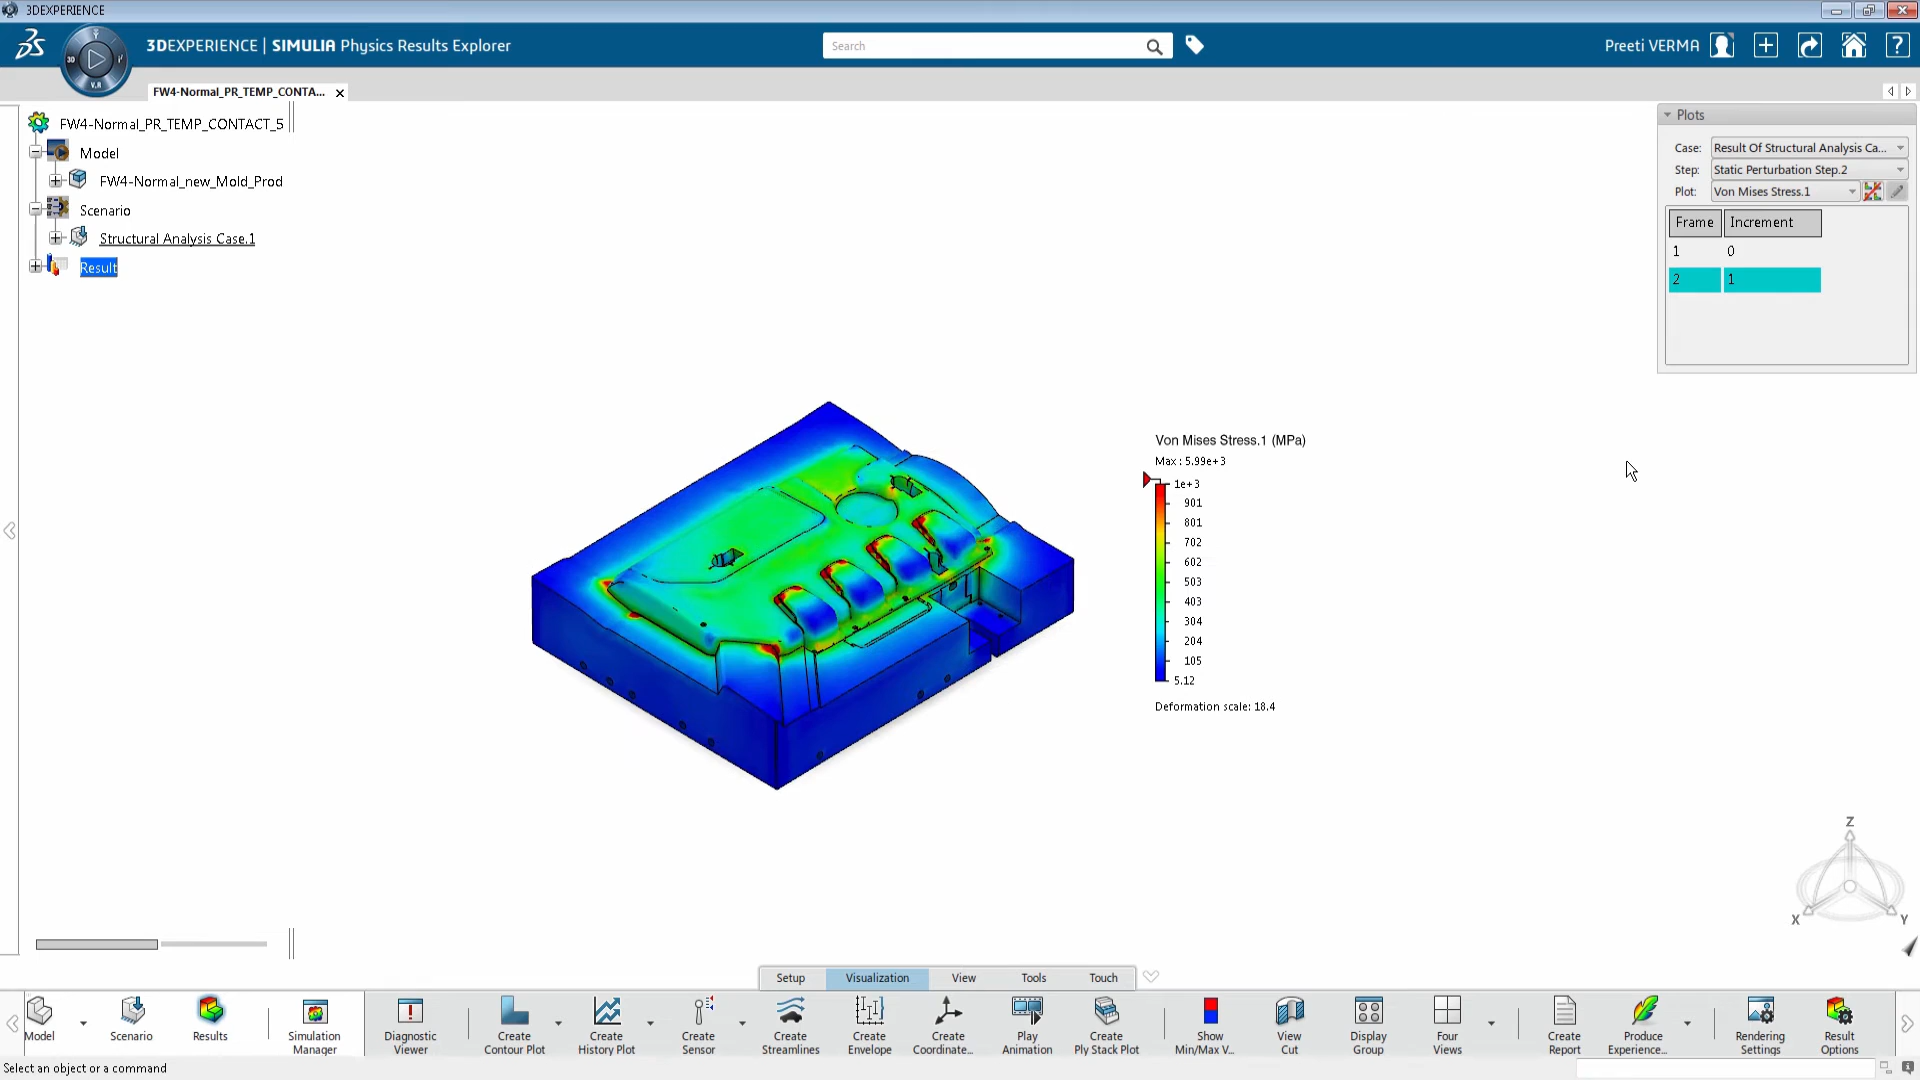 3DEXPERIENCE
3DEXPERIENCE | SIMULIA Physics Results Explorer
Search
Preeti VERMA
3D
V.R
FW4-Normal_PR_TEMP_CONTA...
FW4-Normal_PR_TEMP_CONTACT_5
Model
FW4-Normal_new_Mold_Prod
Scenario
Structural Analysis Case.1
Result
Plots
Case: Result Of Structural Analysis Ca...
Step: Static Perturbation Step.2
Plot: Von Mises Stress.1
Frame Increment
1 0
2 1
Von Mises Stress.1 (MPa)
Max : 5.99e+3
1e+3
901
801
702
602
503
403
304
204
105
5.12
Deformation scale: 18.4
Z
X Y
Setup Visualization View Tools Touch
Model
Scenario
Results
Simulation Manager
Diagnostic Viewer
Create Contour Plot
Create History Plot
Create Sensor
Create Streamlines
Create Envelope
Create Coordinate...
Play Animation
Create Ply Stack Plot
Show Min/Max V...
View Cut
Display Group
Four Views
Create Report
Produce Experience...
Rendering Settings
Result Options
Select an object or a command